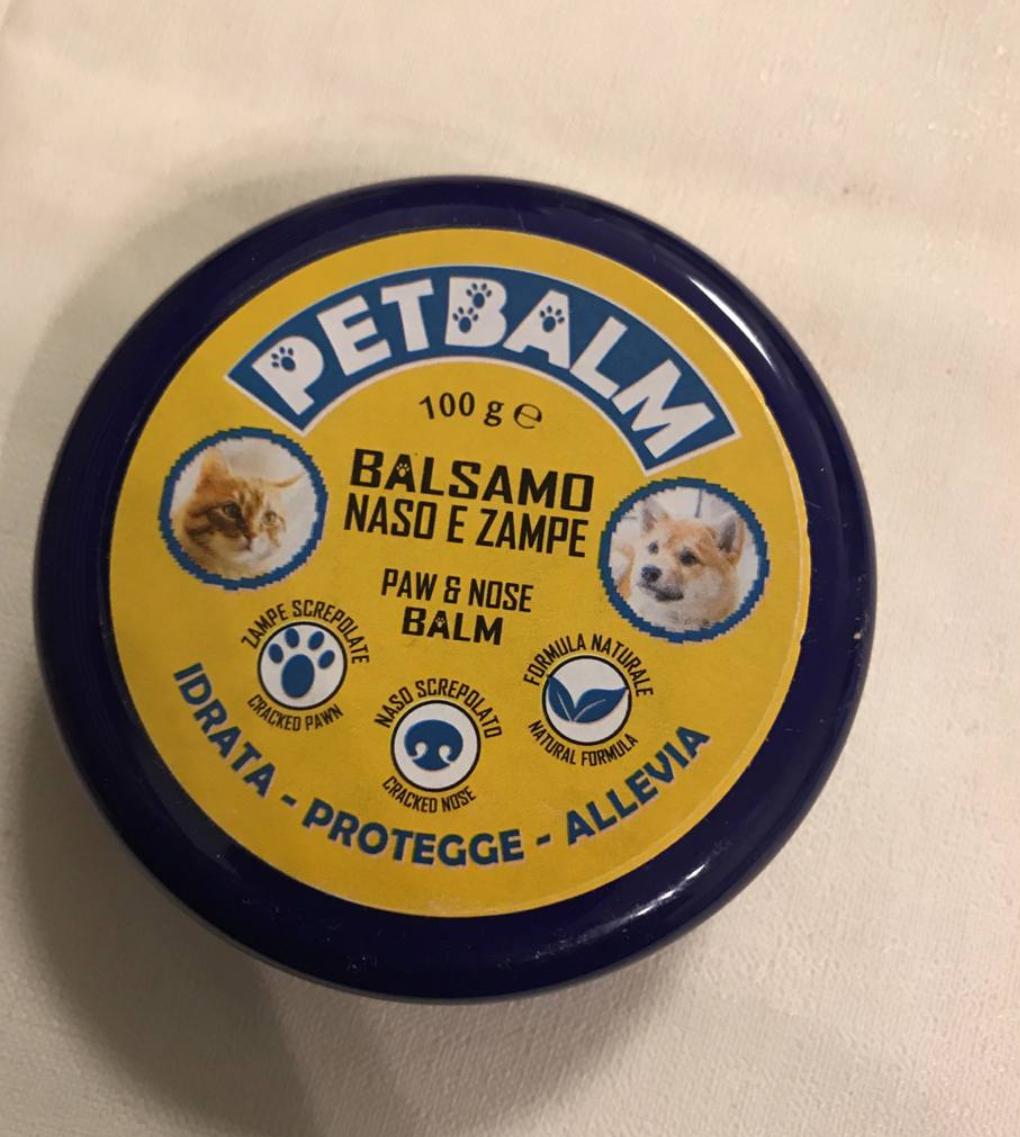 PETBALM
100 g ℮
BALSAMO
NASO E ZAMPE
PAW & NOSE
BALM
ZAMPE SCREPOLATE
CRACKED PAWN
NASO SCREPOLATO
CRACKED NOSE
FORMULA NATURALE
NATURAL FORMULA
IDRATA - PROTEGGE - ALLEVIA